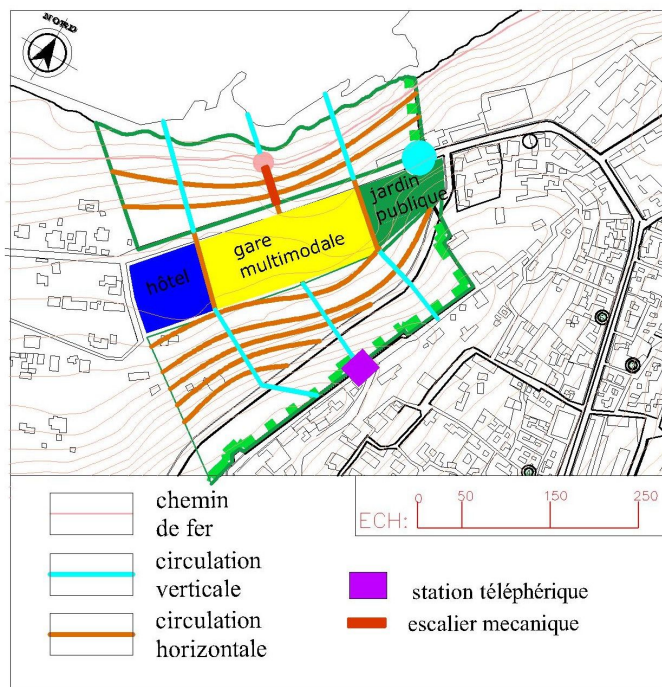 NORD
jardin
publique
gare
multimodale
hôtel
chemin
de fer
circulation
verticale
circulation
horizontale
0 50 150 250
ECH:
station téléphérique
escalier mecanique